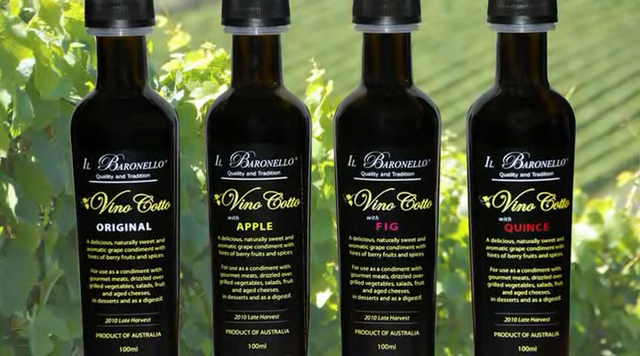 IL BARONELLO®
Quality and Tradition
Vino Cotto
ORIGINAL
A delicious, naturally sweet and
aromatic grape condiment with
hints of berry fruits and spices.
For use as a condiment with
gourmet meats, drizzled over
grilled vegetables, salads, fruit
and aged cheeses,
in desserts and as a digestif.
2010 Late Harvest
PRODUCT OF AUSTRALIA
100ml
IL BARONELLO®
Quality and Tradition
Vino Cotto
with
APPLE
A delicious, naturally sweet and
aromatic grape condiment with
hints of berry fruits and spices.
For use as a condiment with
gourmet meats, drizzled over
grilled vegetables, salads, fruit
and aged cheeses,
in desserts and as a digestif.
2010 Late Harvest
PRODUCT OF AUSTRALIA
100ml
IL BARONELLO®
Quality and Tradition
Vino Cotto
with
FIG
A delicious, naturally sweet and
aromatic grape condiment with
hints of berry fruits and spices.
For use as a condiment with
gourmet meats, drizzled over
grilled vegetables, salads, fruit
and aged cheeses,
in desserts and as a digestif.
2010 Late Harvest
PRODUCT OF AUSTRALIA
100ml
IL BARONELLO®
Quality and Tradition
Vino Cotto
with
QUINCE
A delicious, naturally sweet and
aromatic grape condiment with
hints of berry fruits and spices.
For use as a condiment with
gourmet meats, drizzled over
grilled vegetables, salads, fruit
and aged cheeses,
in desserts and as a digestif.
2010 Late Harvest
PRODUCT OF AUSTRALIA
100ml